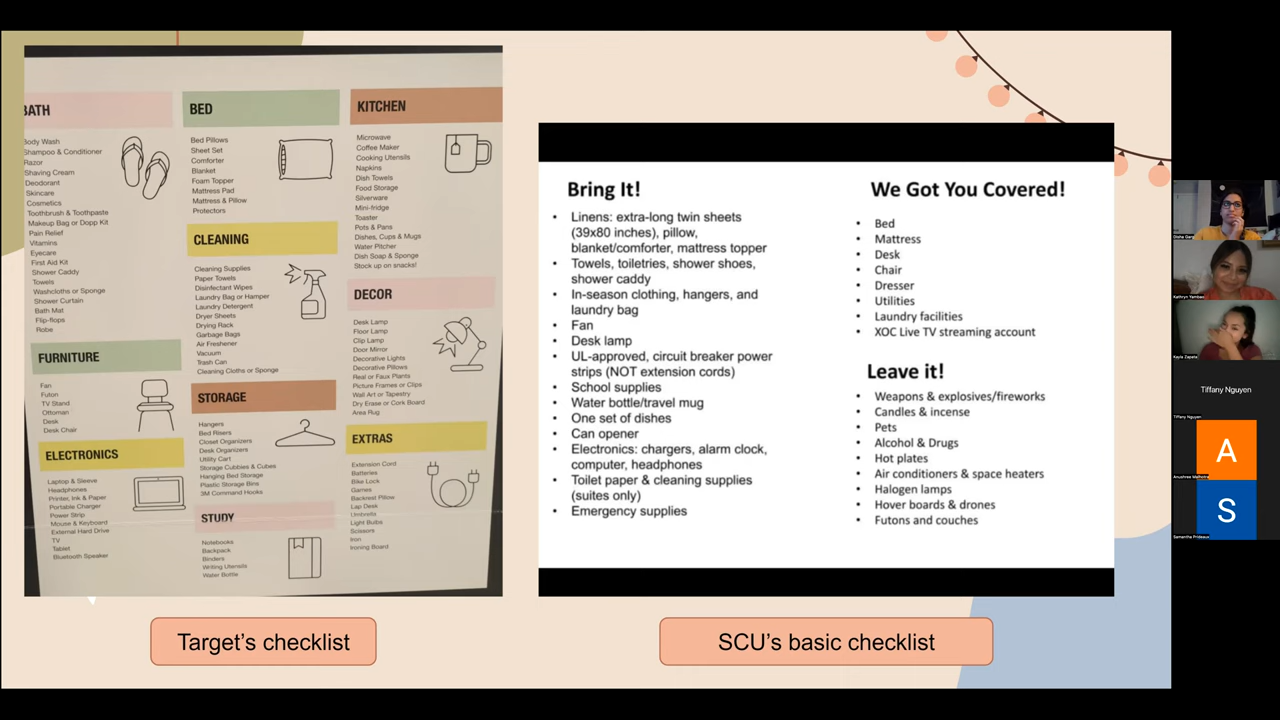 BATH
Body Wash
Shampoo & Conditioner
Razor
Shaving Cream
Deodorant
Skincare
Cosmetics
Toothbrush & Toothpaste
Makeup Bag or Dopp Kit
Pain Relief
Vitamins
Eyecare
First Aid Kit
Shower Caddy
Towels
Washcloths or Sponge
Shower Curtain
Bath Mat
Flip-flops
Robe
FURNITURE
Fan
Futon
TV Stand
Ottoman
Desk
Desk Chair
ELECTRONICS
Laptop & Sleeve
Headphones
Printer, Ink & Paper
Portable Charger
Power Strip
Mouse & Keyboard
External Hard Drive
TV
Tablet
Bluetooth Speaker
BED
Bed Pillows
Sheet Set
Comforter
Blanket
Foam Topper
Mattress Pad
Mattress & Pillow
Protectors
CLEANING
Cleaning Supplies
Paper Towels
Disinfectant Wipes
Laundry Bag or Hamper
Laundry Detergent
Dryer Sheets
Drying Rack
Garbage Bags
Air Freshener
Vacuum
Trash Can
Cleaning Cloths or Sponge
STORAGE
Hangers
Bed Risers
Closet Organizers
Desk Organizers
Utility Cart
Storage Cubbies & Cubes
Hanging Bed Storage
Plastic Storage Bins
3M Command Hooks
STUDY
Notebooks
Backpack
Binders
Writing Utensils
Water Bottle
KITCHEN
Microwave
Coffee Maker
Cooking Utensils
Napkins
Dish Towels
Food Storage
Silverware
Mini-fridge
Toaster
Pots & Pans
Dishes, Cups & Mugs
Water Pitcher
Dish Soap & Sponge
Stock up on snacks!
DECOR
Desk Lamp
Floor Lamp
Clip Lamp
Door Mirror
Decorative Lights
Decorative Pillows
Real or Faux Plants
Picture Frames or Clips
Wall Art or Tapestry
Dry Erase or Cork Board
Area Rug
EXTRAS
Extension Cord
Batteries
Bike Lock
Games
Backrest Pillow
Lap Desk
Umbrella
Light Bulbs
Scissors
Iron
Ironing Board
Target's checklist
Bring It!
• Linens: extra-long twin sheets
(39x80 inches), pillow,
blanket/comforter, mattress topper
• Towels, toiletries, shower shoes,
shower caddy
• In-season clothing, hangers, and
laundry bag
• Fan
• Desk lamp
• UL-approved, circuit breaker power
strips (NOT extension cords)
• School supplies
• Water bottle/travel mug
• One set of dishes
• Can opener
• Electronics: chargers, alarm clock,
computer, headphones
• Toilet paper & cleaning supplies
(suites only)
• Emergency supplies
We Got You Covered!
• Bed
• Mattress
• Desk
• Chair
• Dresser
• Utilities
• Laundry facilities
• XOC Live TV streaming account
Leave it!
• Weapons & explosives/fireworks
• Candles & incense
• Pets
• Alcohol & Drugs
• Hot plates
• Air conditioners & space heaters
• Halogen lamps
• Hover boards & drones
• Futons and couches
SCU's basic checklist
Kathryn Yambao
Kayla Zapata
Tiffany Nguyen
Tiffany Nguyen
A
S